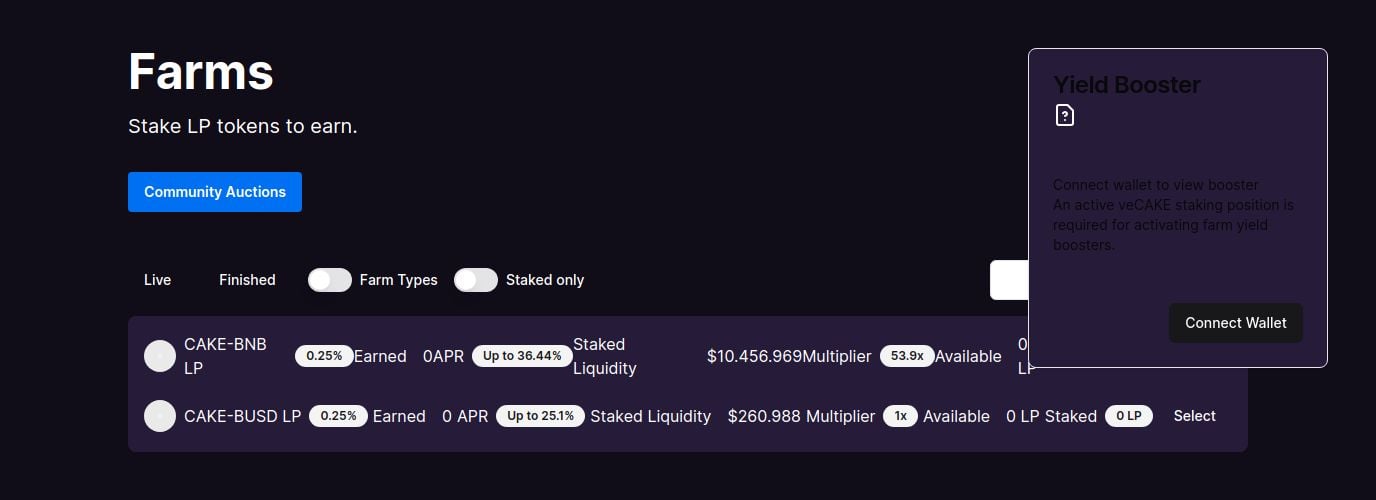 Farms
Stake LP tokens to earn.
Community Auctions
Yield Booster
Connect wallet to view booster
An active veCAKE staking position is
required for activating farm yield
boosters.
Connect Wallet
Live Finished Farm Types Staked only
CAKE-BNB LP 0.25% Earned 0 APR Up to 36.44% Staked Liquidity $10.456.969 Multiplier 53.9x Available 0 LP
CAKE-BUSD LP 0.25% Earned 0 APR Up to 25.1% Staked Liquidity $260.988 Multiplier 1x Available 0 LP Staked 0 LP Select